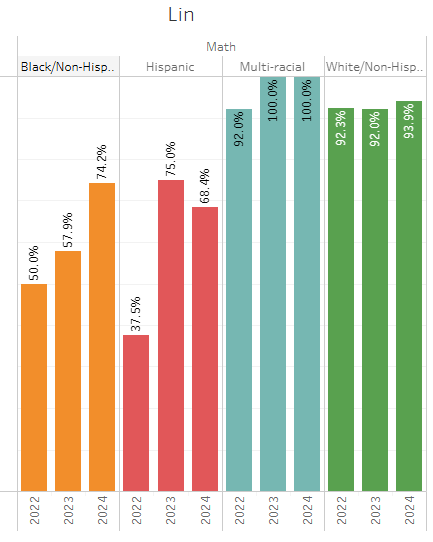 Lin
Math
Black/Non-Hisp.. Hispanic Multi-racial White/Non-Hisp..
50.0% 57.9% 74.2% 37.5% 75.0% 68.4% 92.0% 100.0% 100.0% 92.3% 92.0% 93.9%
2022 2023 2024 2022 2023 2024 2022 2023 2024 2022 2023 2024